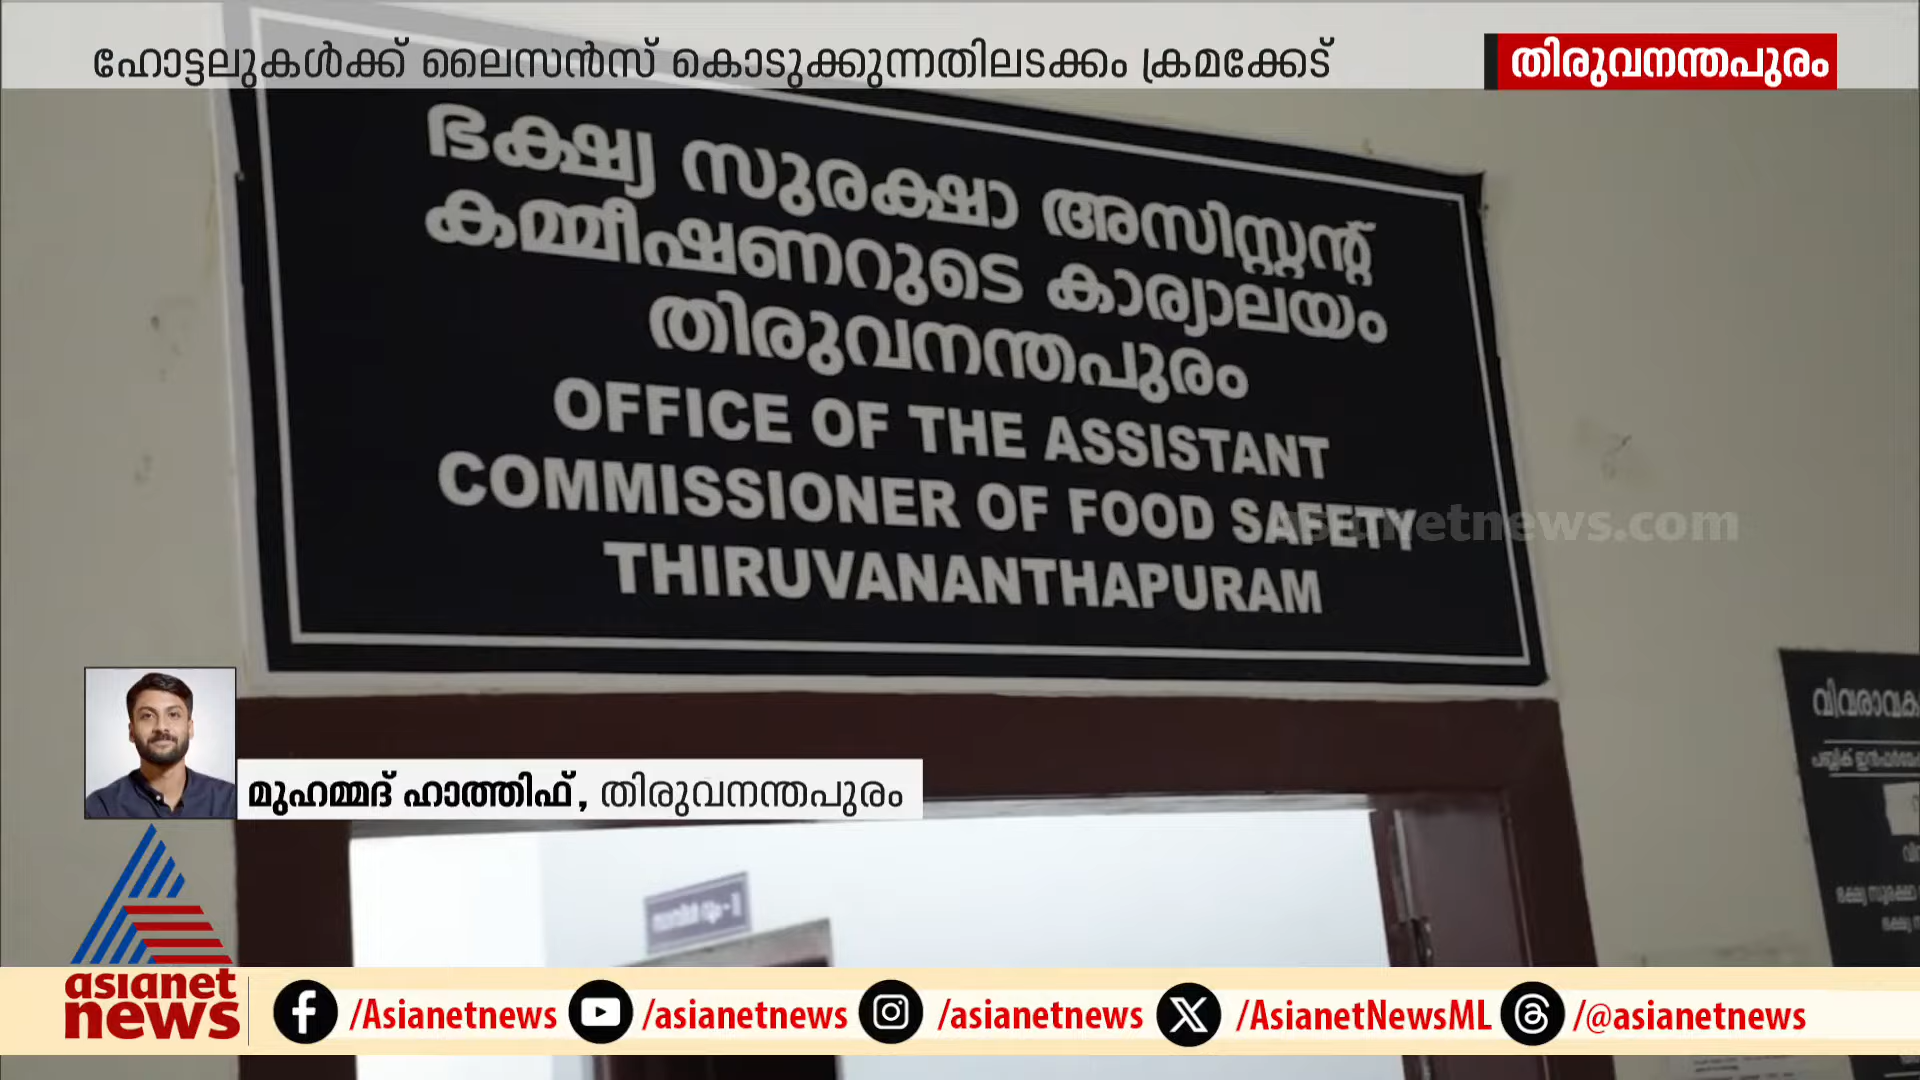 ഹോട്ടലുകൾക്ക് ലൈസൻസ് കൊടുക്കുന്നതിലടക്കം ക്രമക്കേട്
തിരുവനന്തപുരം
ഭക്ഷ്യ സുരക്ഷാ അസിസ്റ്റന്റ്
കമ്മീഷണറുടെ കാര്യാലയം
തിരുവനന്തപുരം
OFFICE OF THE ASSISTANT
COMMISSIONER OF FOOD SAFETY
THIRUVANANTHAPURAM
asianetnews.com
വിവരാവക
മുഹമ്മദ് ഹാത്തിഫ്, തിരുവനന്തപുരം
asianet
news
/Asianetnews
/asianetnews
/asianetnews
/AsianetNewsML
/@asianetnews